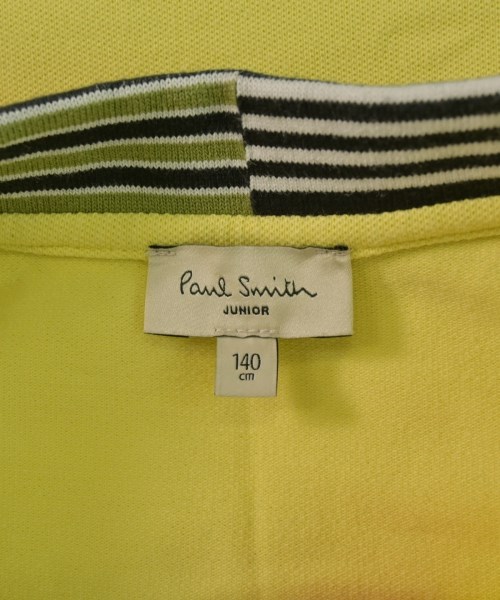 Paul Smith
JUNIOR
140
cm